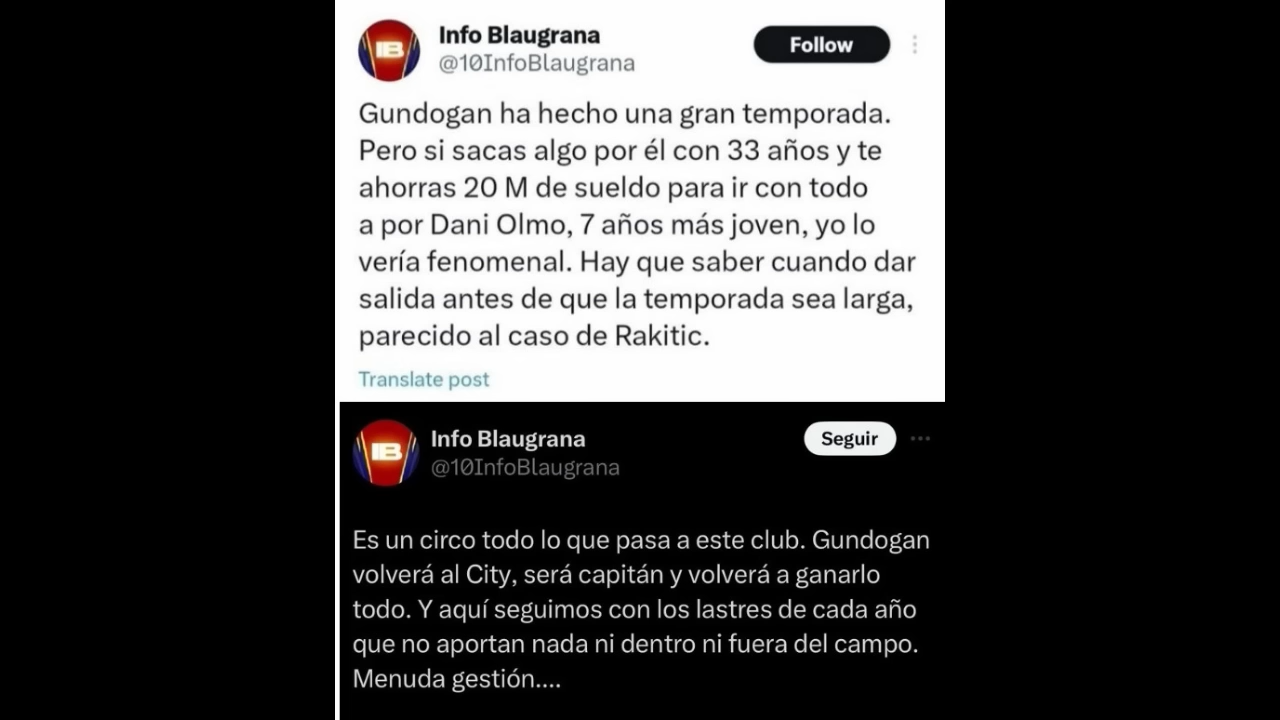 IB
Info Blaugrana
Follow
@10InfoBlaugrana
Gundogan ha hecho una gran temporada.
Pero si sacas algo por él con 33 años y te
ahorras 20 M de sueldo para ir con todo
a por Dani Olmo, 7 años más joven, yo lo
vería fenomenal. Hay que saber cuando dar
salida antes de que la temporada sea larga,
parecido al caso de Rakitic.
Translate post
IB
Info Blaugrana
Seguir
@10InfoBlaugrana
Es un circo todo lo que pasa a este club. Gundogan
volverá al City, será capitán y volverá a ganarlo
todo. Y aquí seguimos con los lastres de cada año
que no aportan nada ni dentro ni fuera del campo.
Menuda gestión....